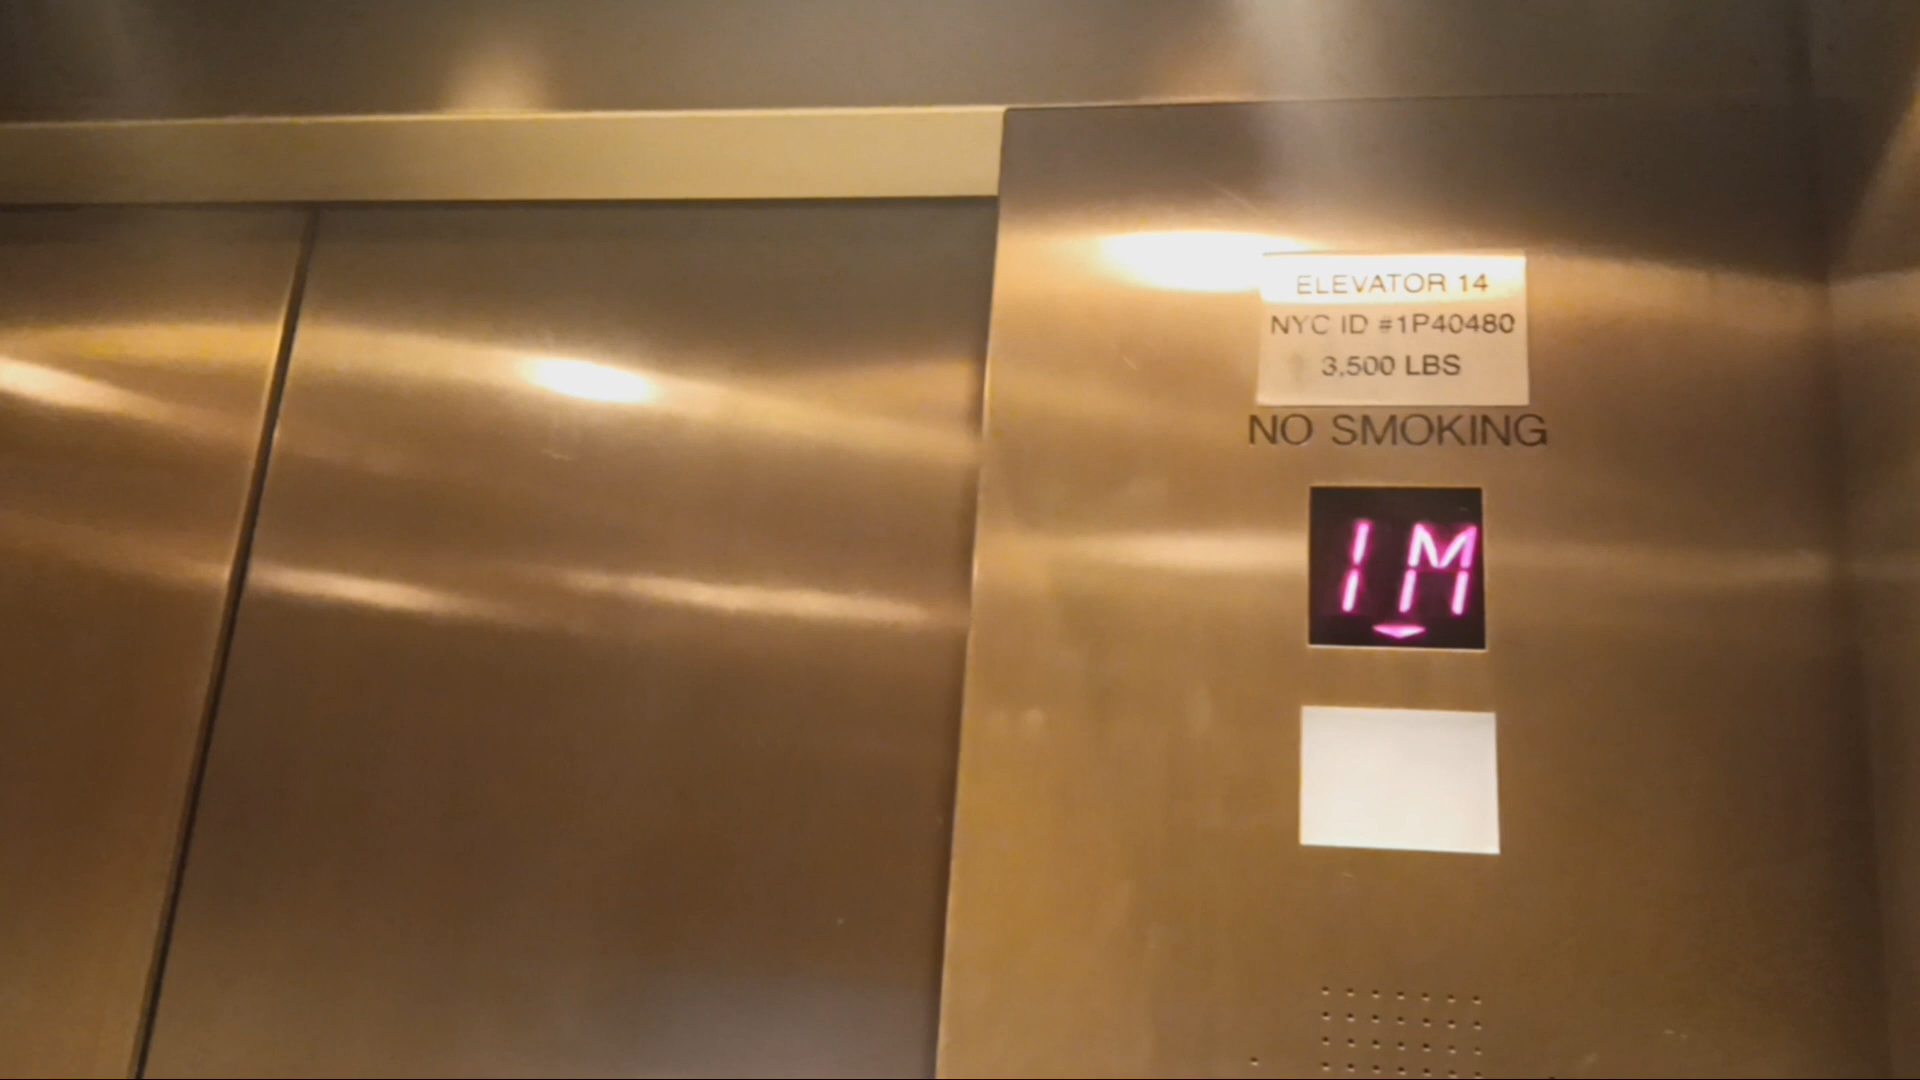 ELEVATOR 14
NYC ID #1P40480
3,500 LBS
NO SMOKING
1M